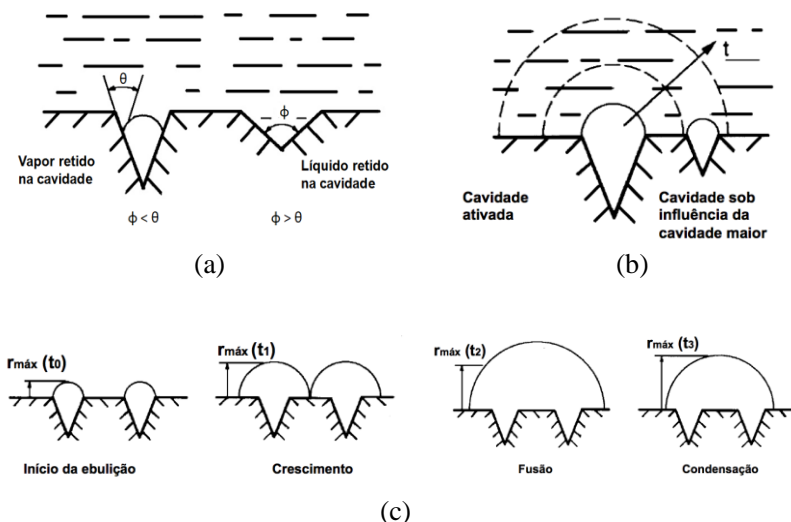 θ
ϕ
Vapor retido
na cavidade
Líquido retido
na cavidade
ϕ < θ
ϕ > θ
(a)
t
Cavidade
ativada
Cavidade sob
influência da
cavidade maior
(b)
rmáx (t0)
Início da ebulição
rmáx (t1)
Crescimento
rmáx (t2)
Fusão
rmáx (t3)
Condensação
(c)